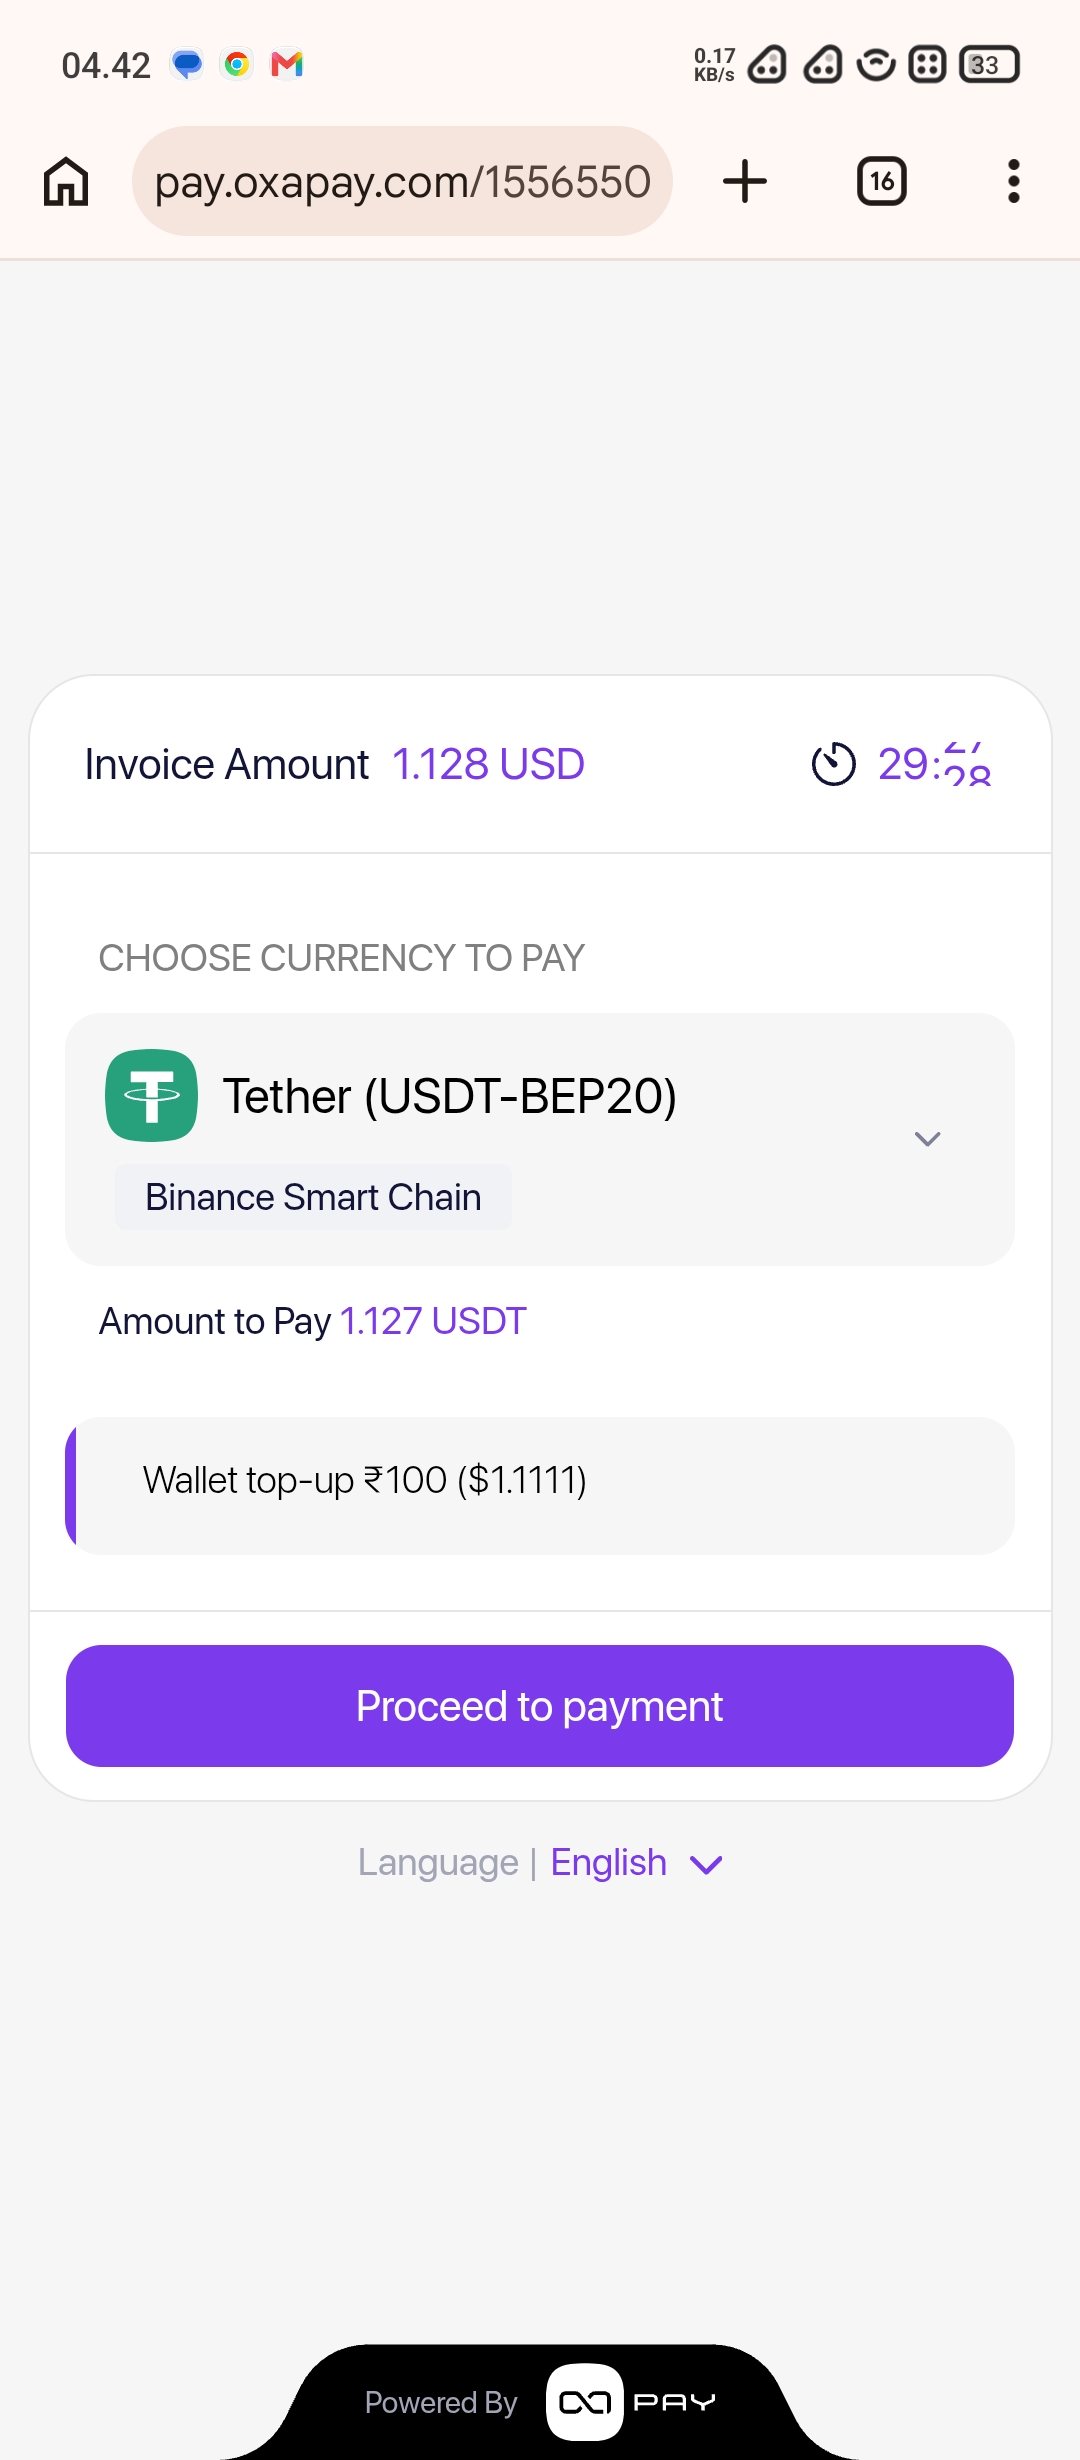 04.42
0.17
KB/s
33
pay.oxapay.com/1556550
16
Invoice Amount 1.128 USD
29:
28
CHOOSE CURRENCY TO PAY
Tether (USDT-BEP20)
Binance Smart Chain
Amount to Pay 1.127 USDT
Wallet top-up ₹100 ($1.1111)
Proceed to payment
Language | English
Powered By
PAY